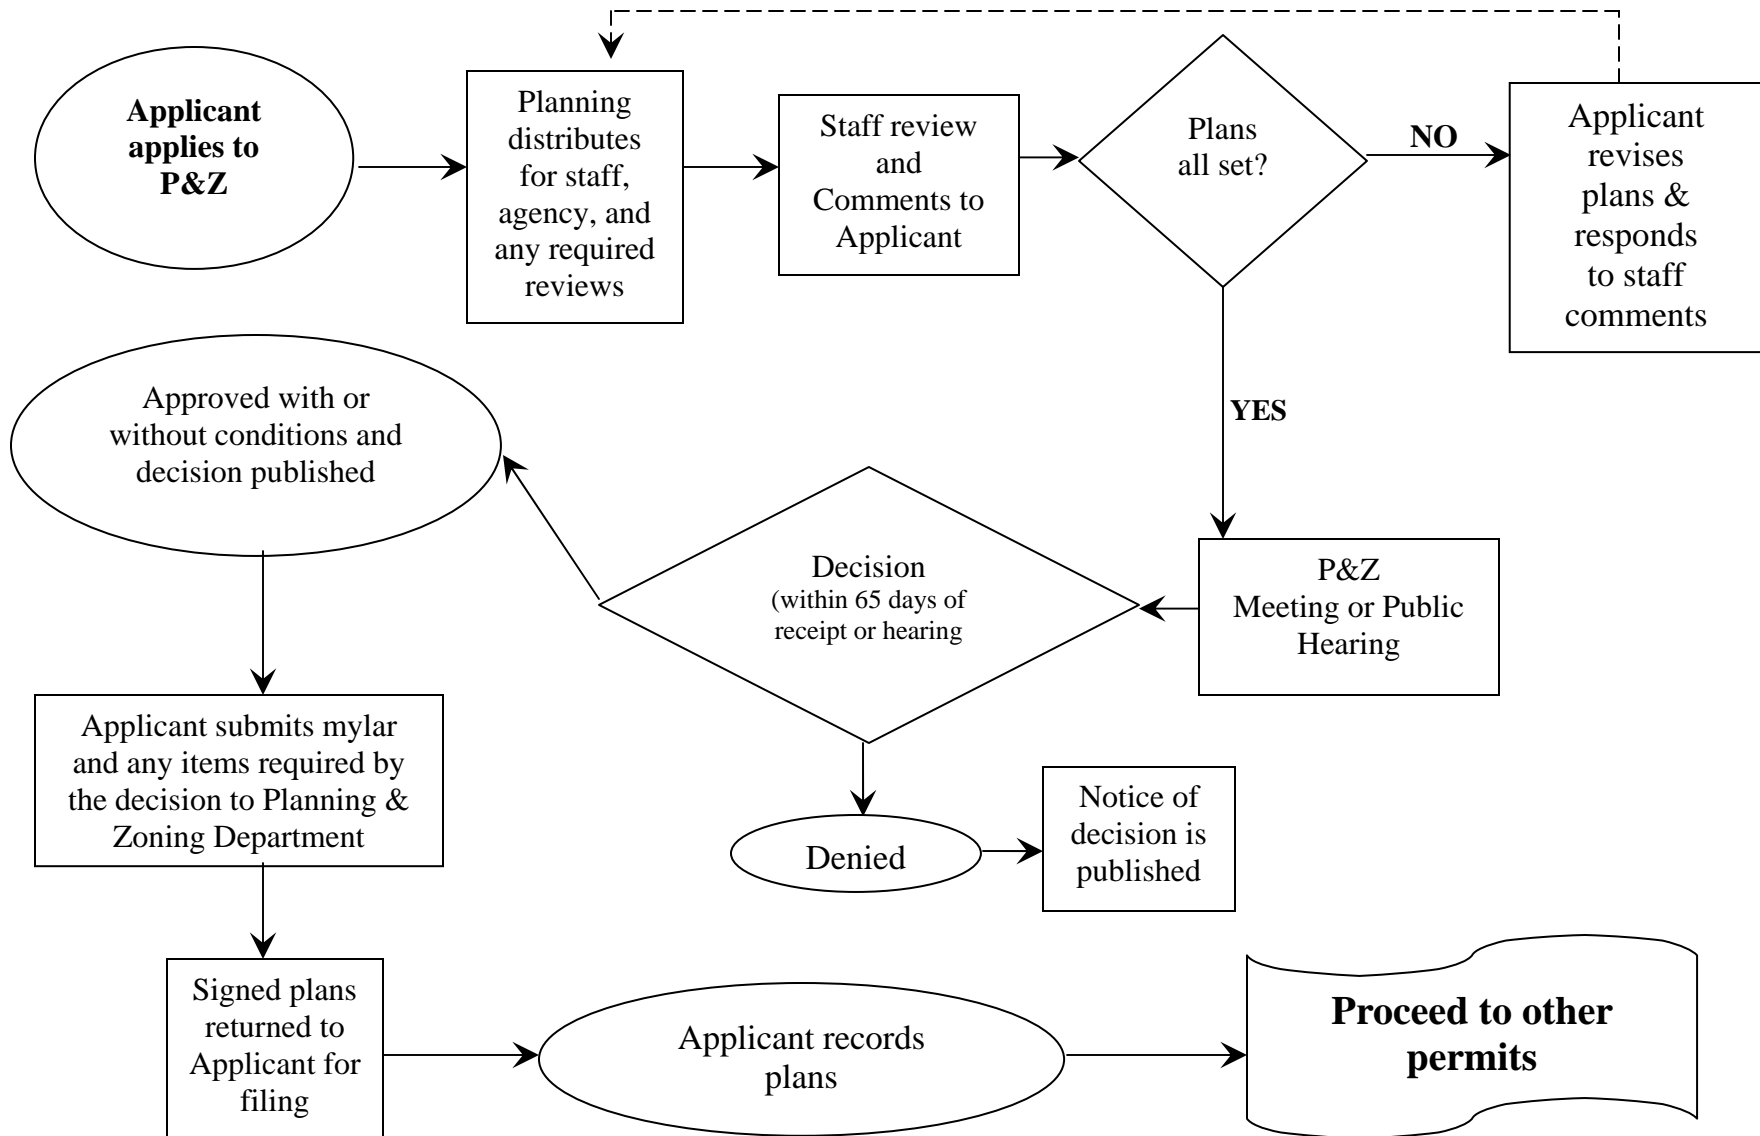 Applicant
applies to
P&Z
Planning
distributes
for staff,
agency, and
any required
reviews
Staff review
and
Comments to
Applicant
Plans
all set?
NO
Applicant
revises
plans &
responds
to staff
comments
YES
Approved with or
without conditions and
decision published
Decision
(within 65 days of
receipt or hearing
P&Z
Meeting or Public
Hearing
Applicant submits mylar
and any items required by
the decision to Planning &
Zoning Department
Denied
Notice of
decision is
published
Signed plans
returned to
Applicant for
filing
Applicant records
plans
Proceed to other
permits